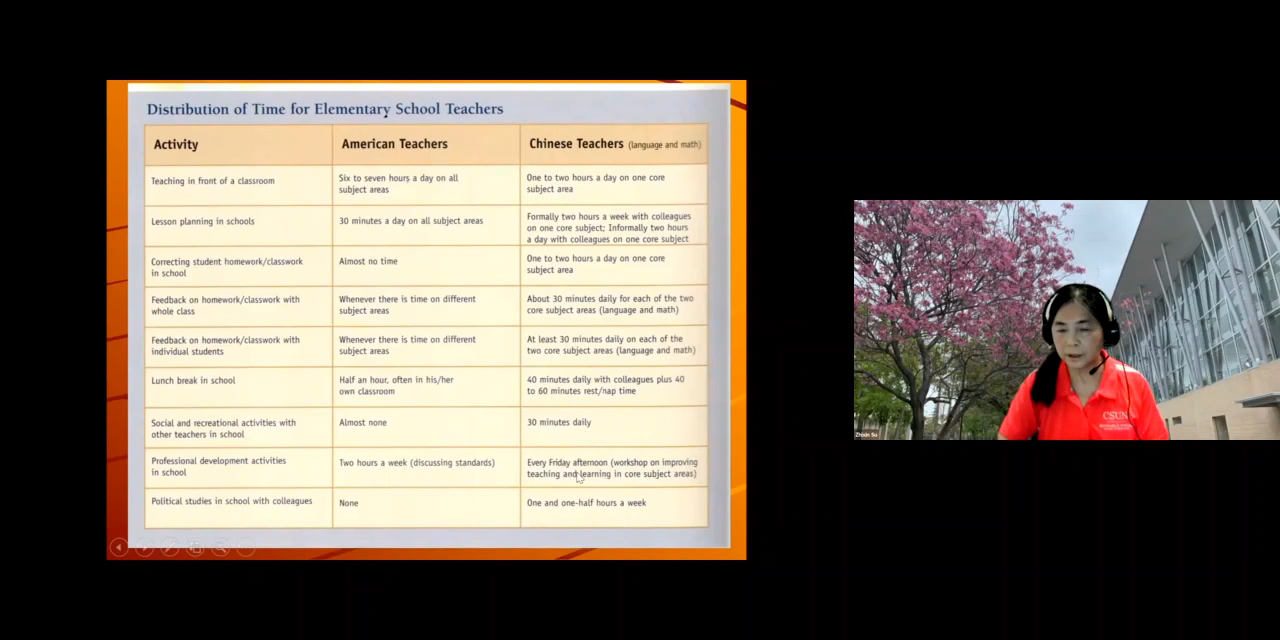 Distribution of Time for Elementary School Teachers
Activity
American Teachers
Chinese Teachers (language and math)
Teaching in front of a classroom
Six to seven hours a day on all
subject areas
One to two hours a day on one core
subject area
Lesson planning in schools
30 minutes a day on all subject areas
Formally two hours a week with colleagues
on one core subject; Informally two hours
a day with colleagues on one core subject
Correcting student homework/classwork
in school
Almost no time
One to two hours a day on one core
subject area
Feedback on homework/classwork with
whole class
Whenever there is time on different
subject areas
About 30 minutes daily for each of the two
core subject areas (language and math)
Feedback on homework/classwork with
individual students
Whenever there is time on different
subject areas
At least 30 minutes daily on each of the
two core subject areas (language and math)
Lunch break in school
Half an hour, often in his/her
own classroom
40 minutes daily with colleagues plus 40
to 60 minutes rest/nap time
Social and recreational activities with
other teachers in school
Almost none
30 minutes daily
Professional development activities
in school
Two hours a week (discussing standards)
Every Friday afternoon (workshop on improving
teaching and learning in core subject areas)
Political studies in school with colleagues
None
One and one-half hours a week
CSUN
Zhixin Su